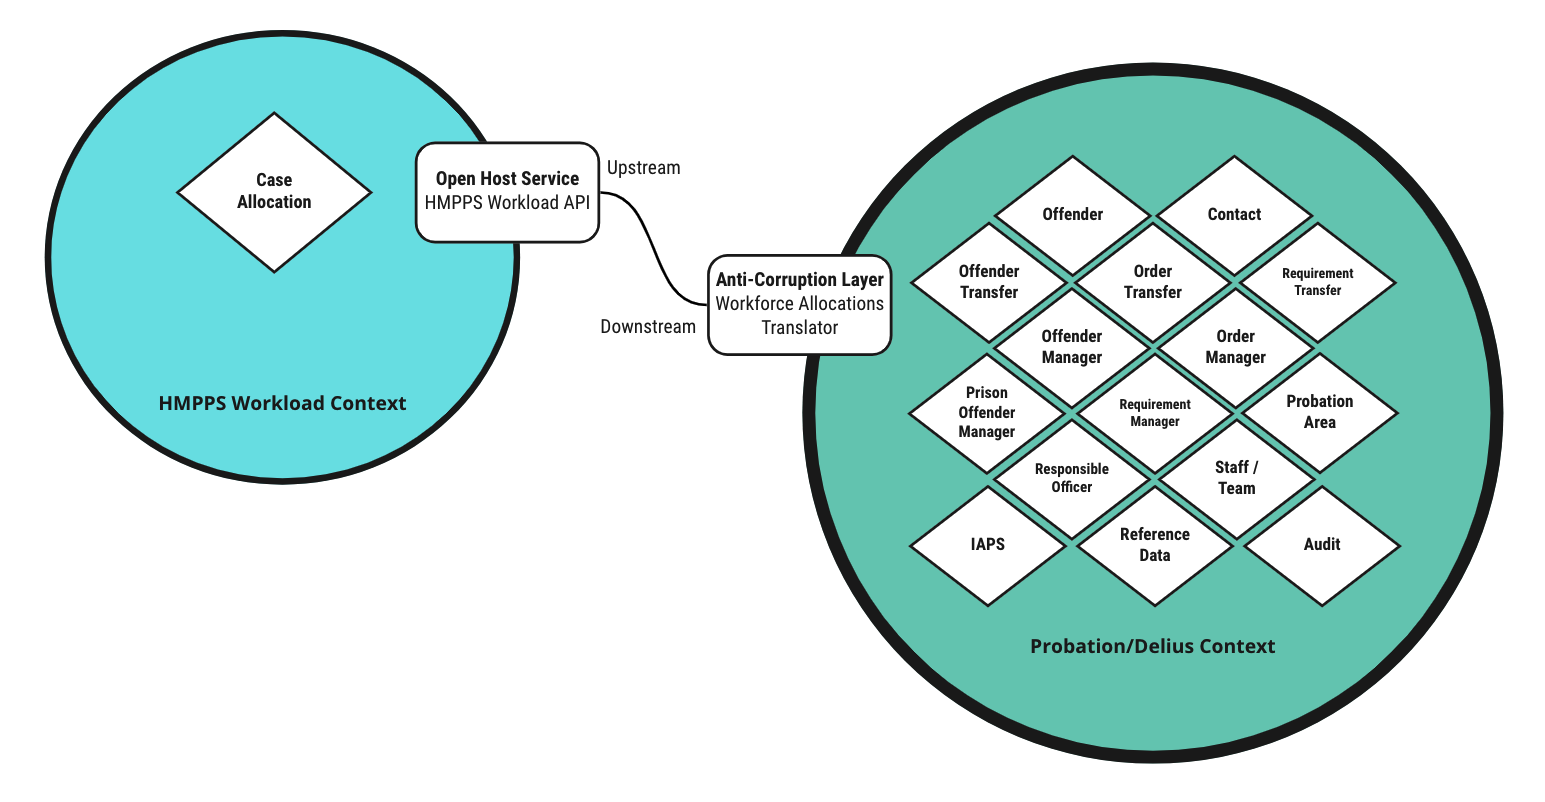 Case
Allocation
Open Host Service
HMPPS Workload API
HMPPS Workload Context
Upstream
Downstream
Anti-Corruption Layer
Workforce Allocations
Translator
Offender
Contact
Offender
Transfer
Order
Transfer
Requirement
Transfer
Offender
Manager
Order
Manager
Prison
Offender
Manager
Requirement
Manager
Probation
Area
Responsible
Officer
Staff /
Team
IAPS
Reference
Data
Audit
Probation/Delius Context